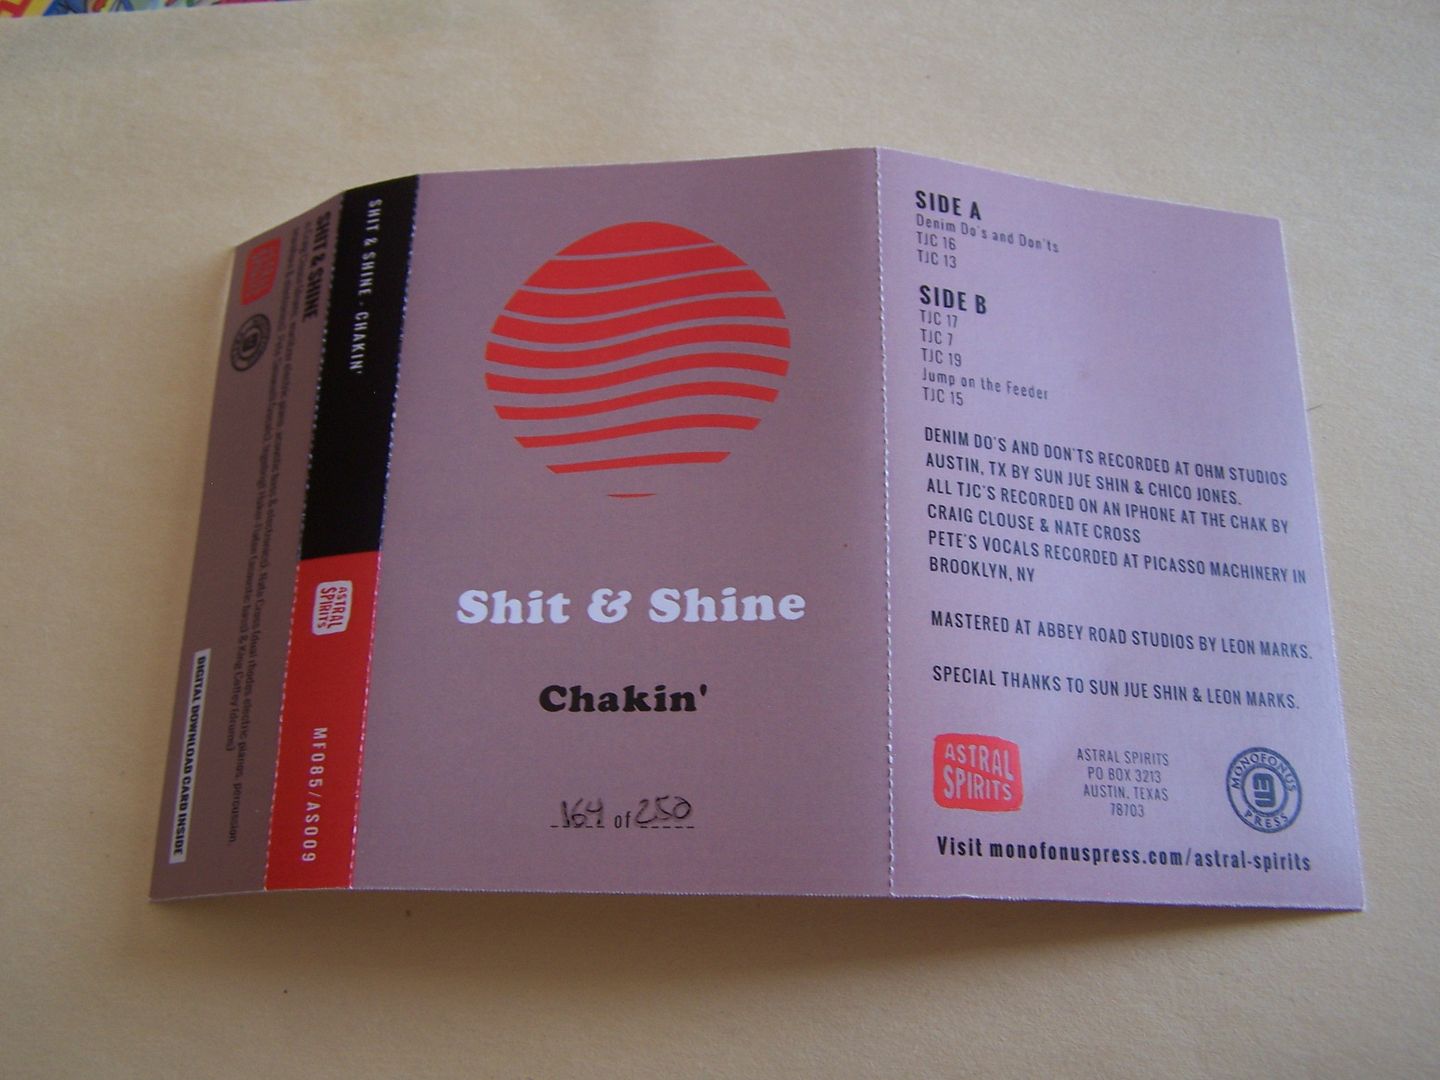 SHIT & SHINE
ASTRAL
SPIRITS
DIGITAL DOWNLOAD CARD INSIDE
SHIT & SHINE · CHAKIN'
ASTRAL
SPIRITS
MF085/AS009
Shit & Shine
Chakin'
164 of 250
SIDE A
Denim Do's and Don'ts
TJC 16
TJC 13
SIDE B
TJC 17
TJC 7
TJC 19
Jump on the Feeder
TJC 15
DENIM DO'S AND DON'TS RECORDED AT OHM STUDIOS
AUSTIN, TX BY SUN JUE SHIN & CHICO JONES.
ALL TJC'S RECORDED ON AN IPHONE AT THE CHAK BY
CRAIG CLOUSE & NATE CROSS
PETE'S VOCALS RECORDED AT PICASSO MACHINERY IN
BROOKLYN, NY
MASTERED AT ABBEY ROAD STUDIOS BY LEON MARKS.
SPECIAL THANKS TO SUN JUE SHIN & LEON MARKS.
ASTRAL
SPIRITS
ASTRAL SPIRITS
PO BOX 3213
AUSTIN, TEXAS
78703
MONOFONUS
PRESS
Visit monofonuspress.com/astral-spirits